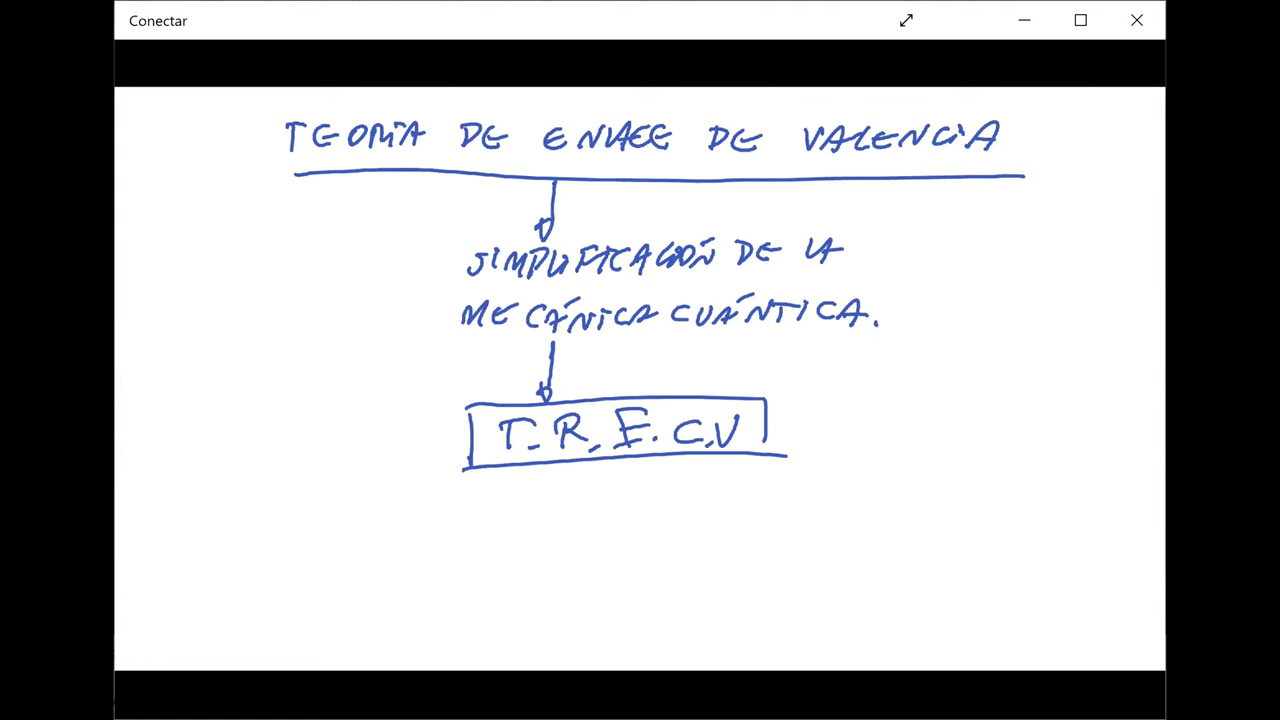 Conectar
TEORÍA DE ENLACE DE VALENCIA
SIMPLIFICACIÓN DE LA
MECÁNICA CUÁNTICA.
T.R.E.C.V